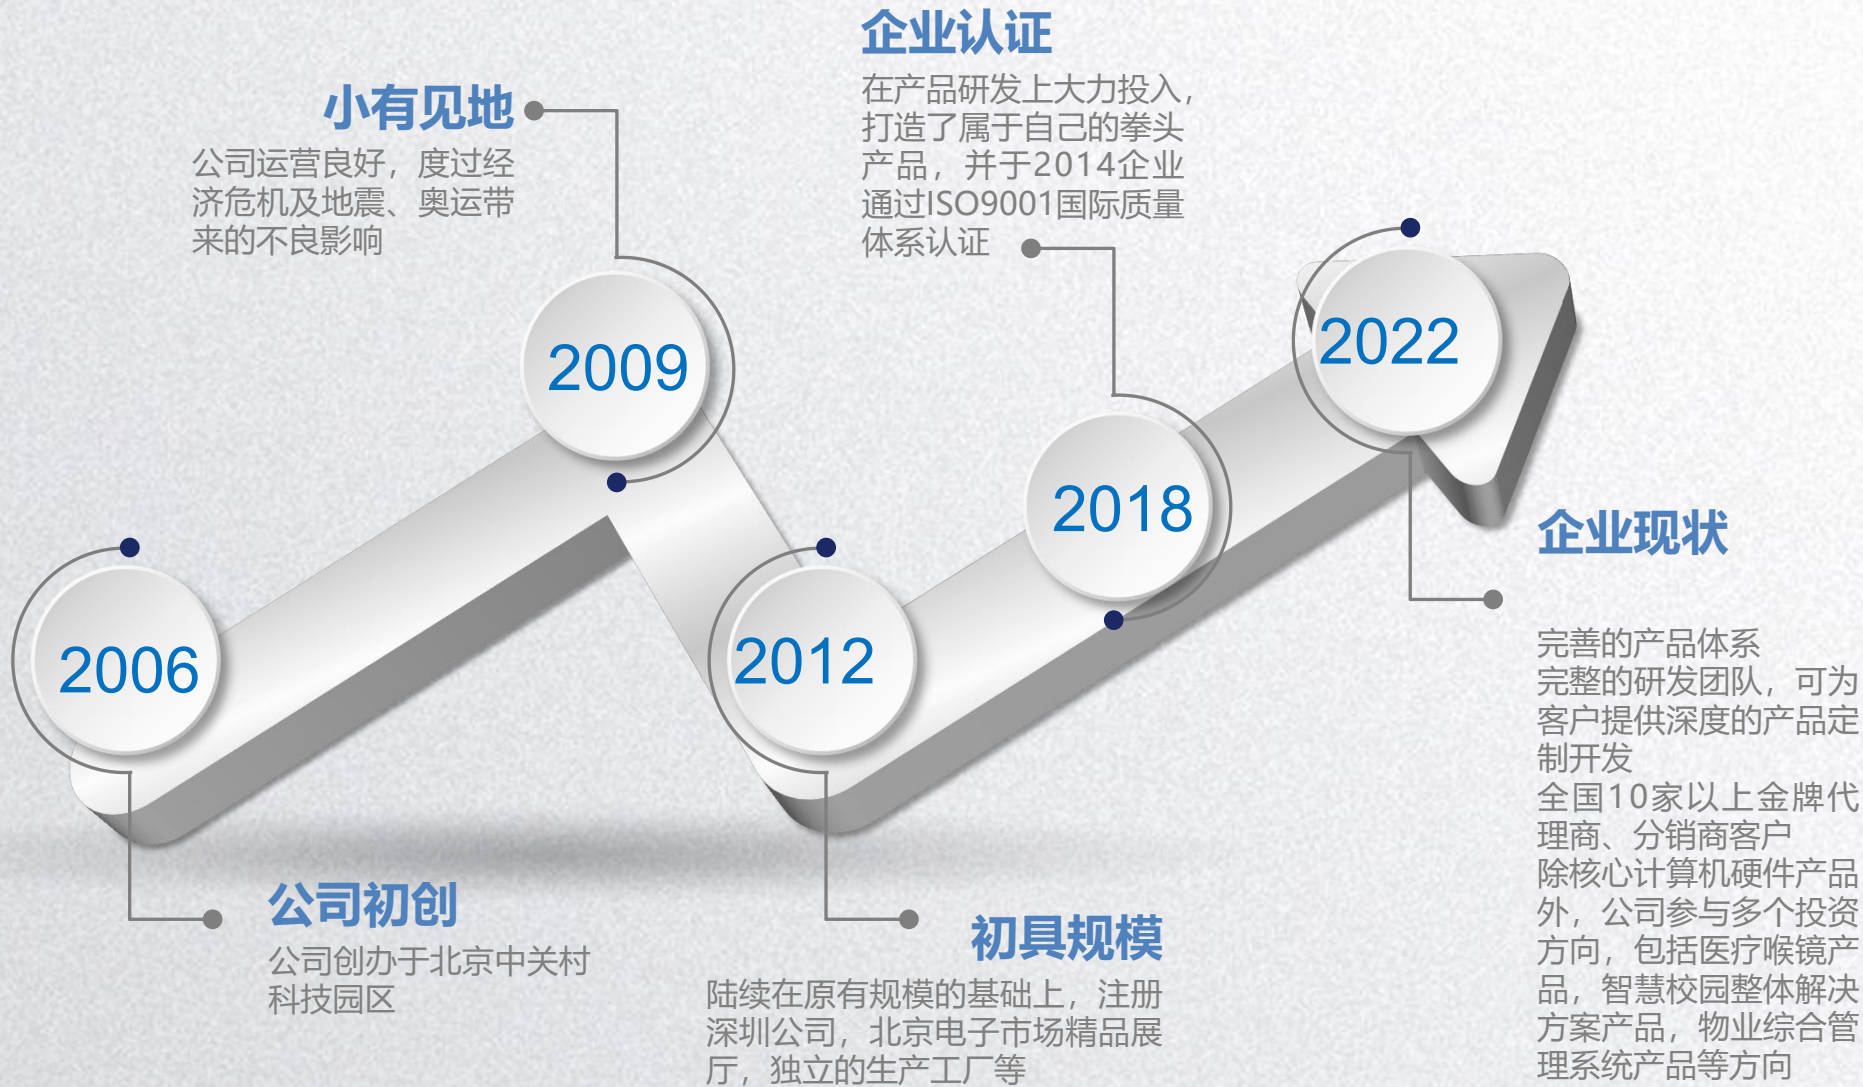 企业认证
在产品研发上大力投入，
打造了属于自己的拳头
产品，并于2014企业
通过ISO9001国际质量
体系认证
小有见地
公司运营良好，度过经
济危机及地震、奥运带
来的不良影响
2009
2022
2018
2006
2012
企业现状
完善的产品体系
完整的研发团队，可为
客户提供深度的产品定
制开发
全国10家以上金牌代
理商、分销商客户
除核心计算机硬件产品
外，公司参与多个投资
方向，包括医疗喉镜产
品，智慧校园整体解决
方案产品，物业综合管
理系统产品等方向
公司初创
公司创办于北京中关村
科技园区
初具规模
陆续在原有规模的基础上，注册
深圳公司，北京电子市场精品展
厅，独立的生产工厂等